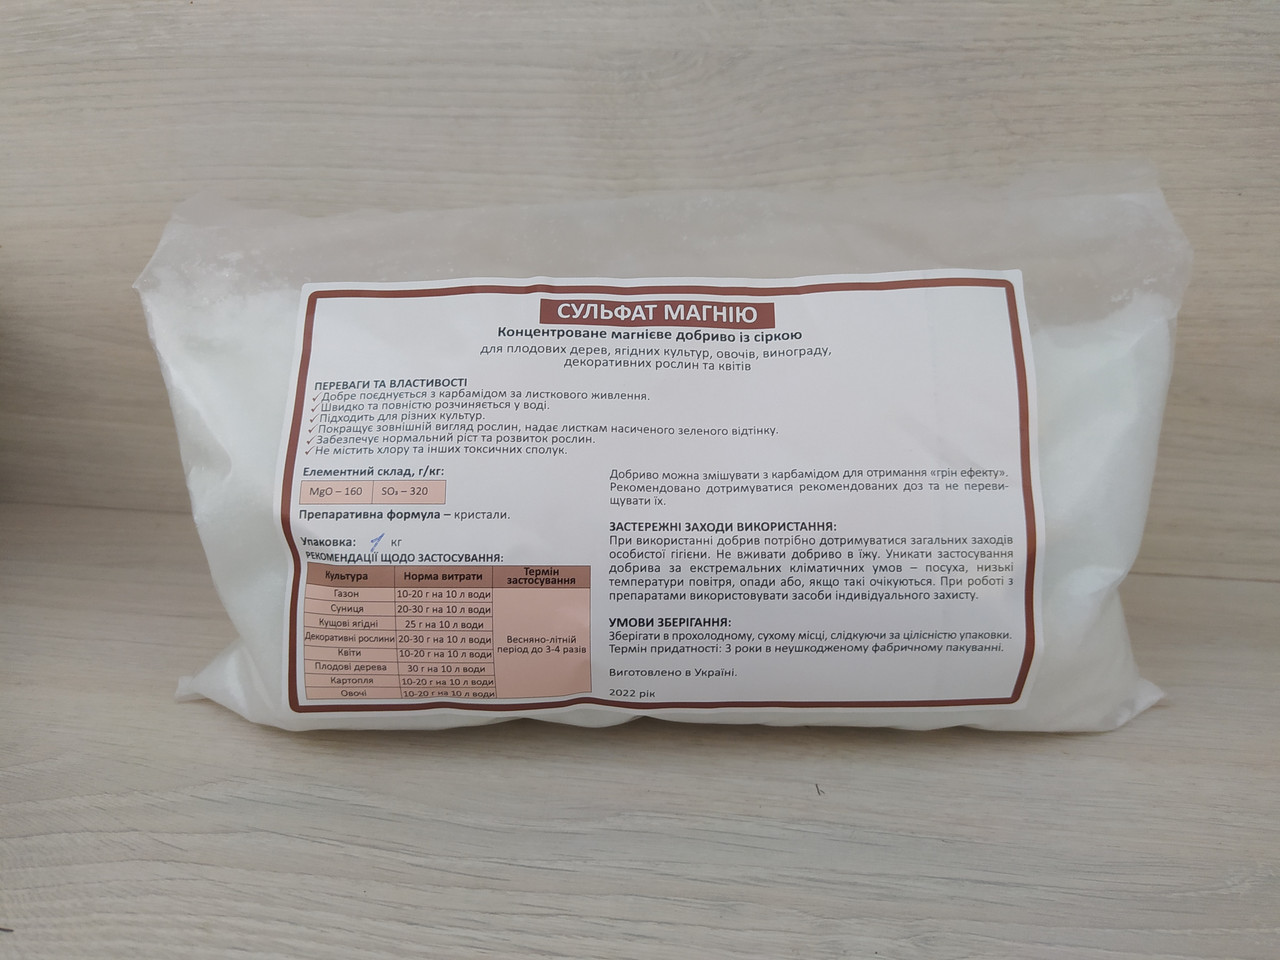 СУЛЬФАТ МАГНІЮ
Концентроване магнієве добриво із сіркою
для плодових дерев, ягідних культур, овочів, винограду,
декоративних рослин та квітів
ПЕРЕВАГИ ТА ВЛАСТИВОСТІ
✓Добре поєднується з карбамідом за листкового живлення.
✓Швидко та повністю розчиняється у воді.
✓Підходить для різних культур.
✓Покращує зовнішній вигляд рослин, надає листкам насиченого зеленого відтінку.
✓Забезпечує нормальний ріст та розвиток рослин.
✓Не містить хлору та інших токсичних сполук.
Елементний склад, г/кг:
MgO – 160 SO₃ – 320
Препаративна формула – кристали.
Упаковка: 1 кг
РЕКОМЕНДАЦІЇ ЩОДО ЗАСТОСУВАННЯ:
Культура Норма витрати Термін застосування
Газон 10-20 г на 10 л води
Суниця 20-30 г на 10 л води
Кущові ягідні 25 г на 10 л води
Декоративні рослини 20-30 г на 10 л води
Квіти 10-20 г на 10 л води
Плодові дерева 30 г на 10 л води
Картопля 10-20 г на 10 л води
Овочі 10-20 г на 10 л води
Весняно-літній
період до 3-4 разів
Добриво можна змішувати з карбамідом для отримання «грін ефекту».
Рекомендовано дотримуватися рекомендованих доз та не переви-
щувати їх.
ЗАСТЕРЕЖНІ ЗАХОДИ ВИКОРИСТАННЯ:
При використанні добрив потрібно дотримуватися загальних заходів
особистої гігієни. Не вживати добриво в їжу. Уникати застосування
добрива за екстремальних кліматичних умов – посуха, низькі
температури повітря, опади або, якщо такі очікуються. При роботі з
препаратами використовувати засоби індивідуального захисту.
УМОВИ ЗБЕРІГАННЯ:
Зберігати в прохолодному, сухому місці, слідкуючи за цілісністю упаковки.
Термін придатності: 3 роки в неушкодженому фабричному пакуванні.
Виготовлено в Україні.
2022 рік